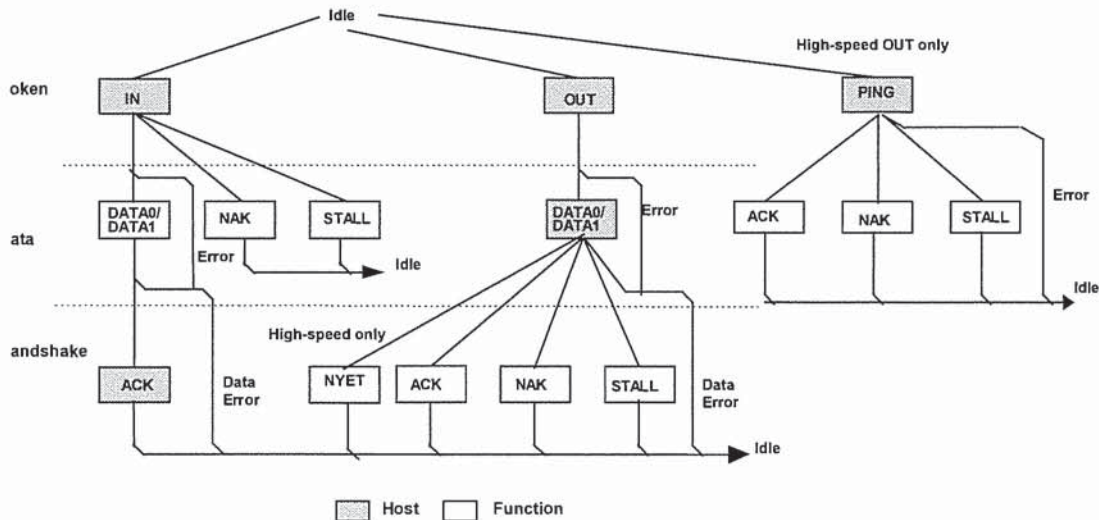 Idle
High-speed OUT only
oken
IN
OUT
PING
DATA0/
DATA1
NAK
STALL
DATA0/
DATA1
Error
ACK
NAK
STALL
Error
ata
Error
Idle
Idle
High-speed only
andshake
ACK
Data
Error
NYET
ACK
NAK
STALL
Data
Error
Idle
Host
Function